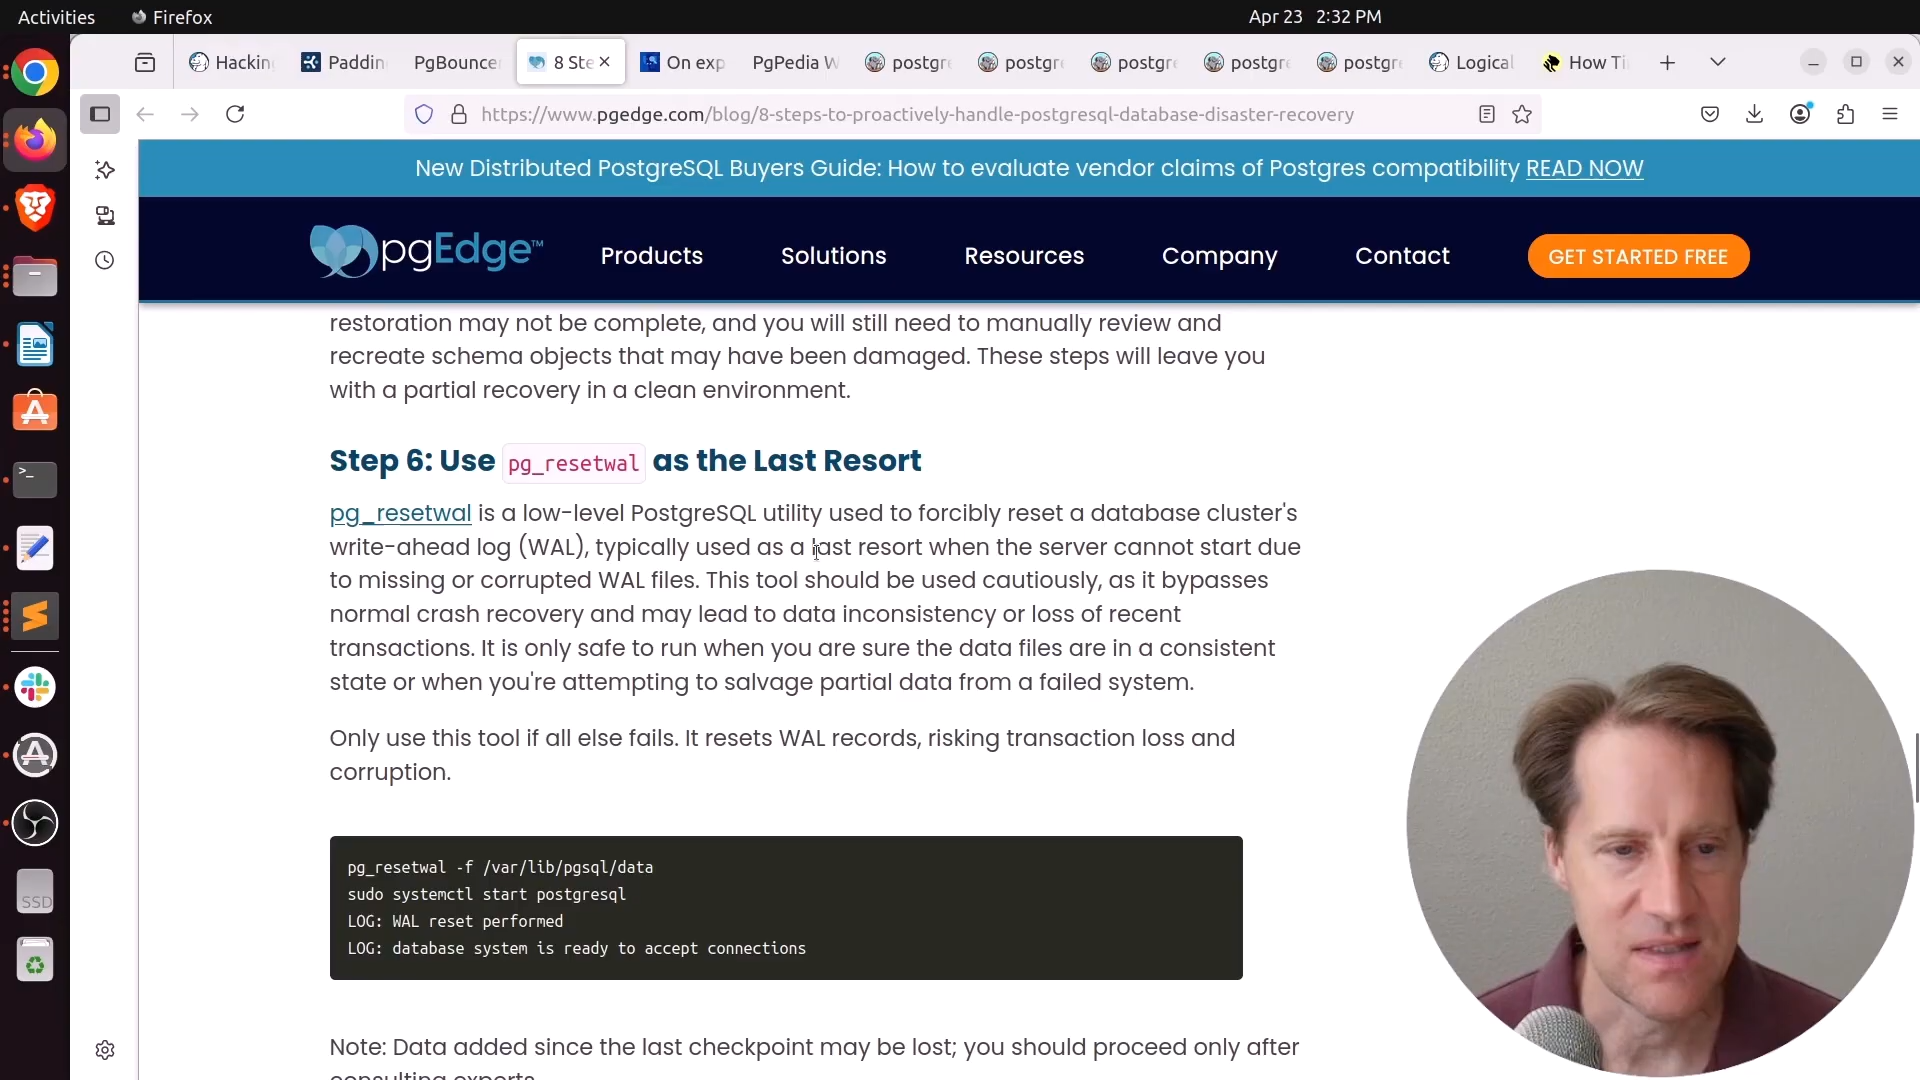 Activities
Firefox
Apr 23 2:32 PM
Hacking
Paddin
PgBouncer
8 Ste
On exp
PgPedia W
postgre
postgre
postgre
postgre
postgre
Logical
How Ti
https://www.pgedge.com/blog/8-steps-to-proactively-handle-postgresql-database-disaster-recovery
New Distributed PostgreSQL Buyers Guide: How to evaluate vendor claims of Postgres compatibility READ NOW
pgEdge™
Products
Solutions
Resources
Company
Contact
GET STARTED FREE
restoration may not be complete, and you will still need to manually review and
recreate schema objects that may have been damaged. These steps will leave you
with a partial recovery in a clean environment.
Step 6: Use pg_resetwal as the Last Resort
pg_resetwal is a low-level PostgreSQL utility used to forcibly reset a database cluster's
write-ahead log (WAL), typically used as a last resort when the server cannot start due
to missing or corrupted WAL files. This tool should be used cautiously, as it bypasses
normal crash recovery and may lead to data inconsistency or loss of recent
transactions. It is only safe to run when you are sure the data files are in a consistent
state or when you're attempting to salvage partial data from a failed system.
Only use this tool if all else fails. It resets WAL records, risking transaction loss and
corruption.
pg_resetwal -f /var/lib/pgsql/data
sudo systemctl start postgresql
LOG: WAL reset performed
LOG: database system is ready to accept connections
Note: Data added since the last checkpoint may be lost; you should proceed only after
consulting experts.
SSD